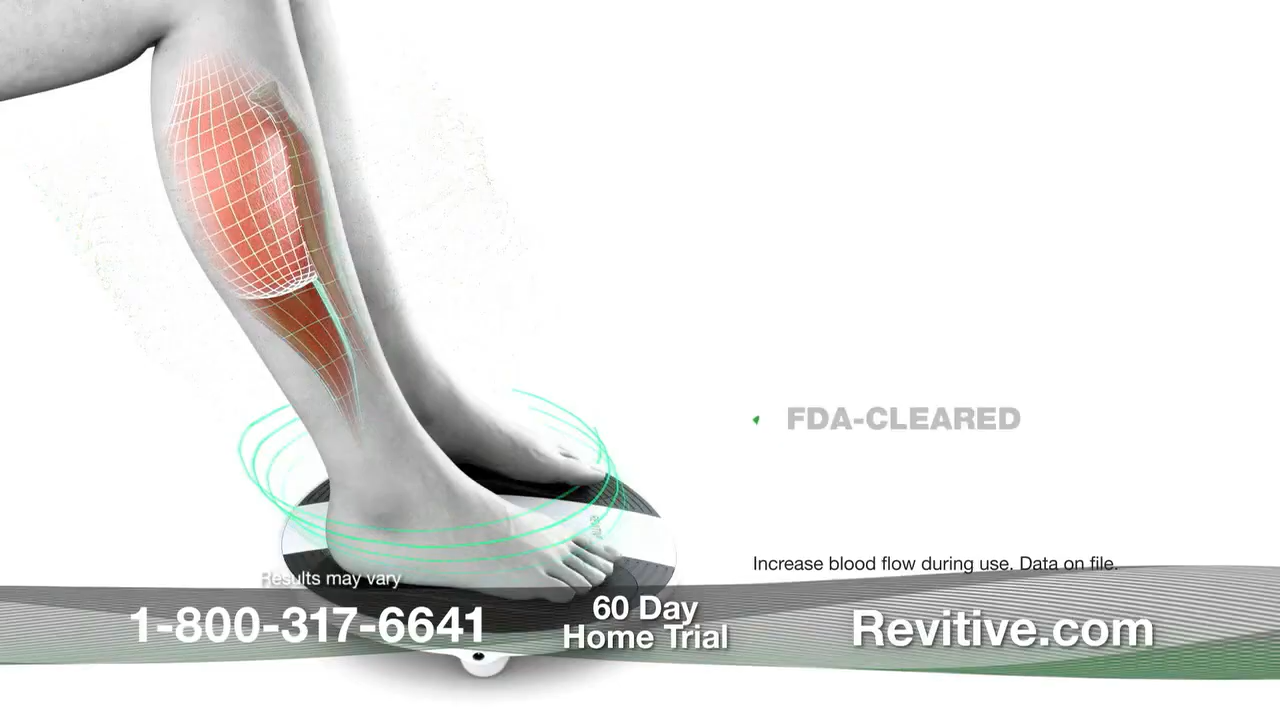 FDA-CLEARED
Increase blood flow during use. Data on file.
Results may vary
1-800-317-6641
60 Day
Home Trial
Revitive.com